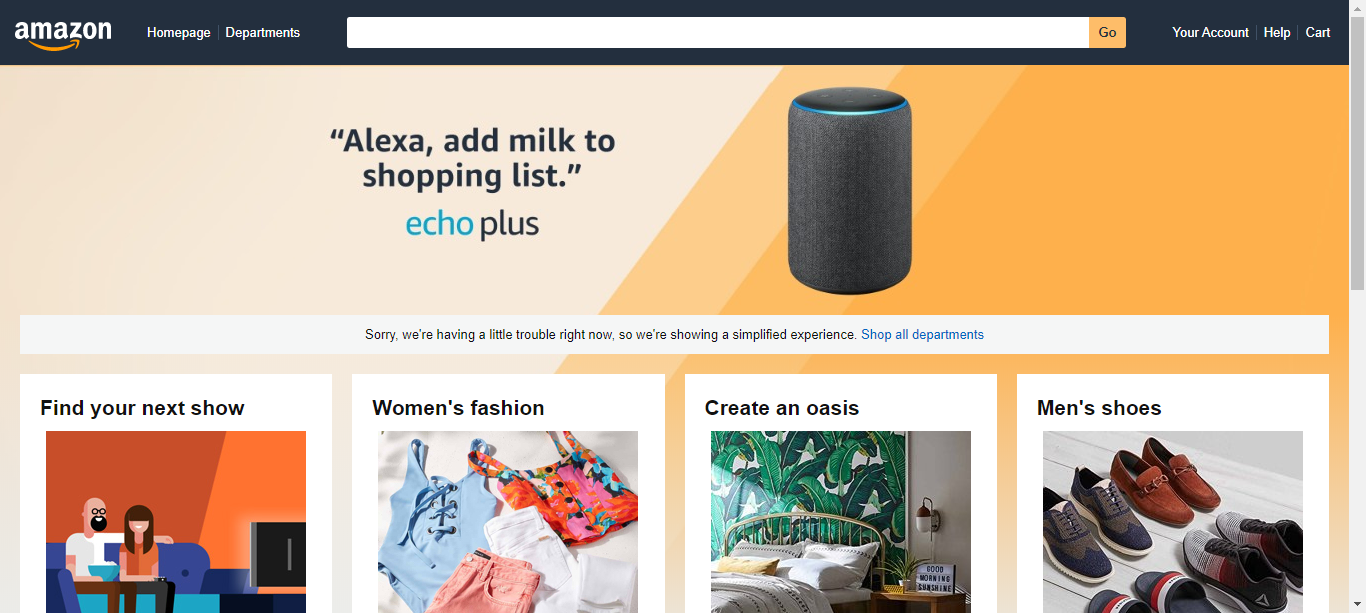 amazon
Homepage
Departments
Go
Your Account
Help
Cart
“Alexa, add milk to
shopping list.”
echo plus
Sorry, we're having a little trouble right now, so we're showing a simplified experience. Shop all departments
Find your next show
Women's fashion
Create an oasis
Men's shoes
GOOD
MORNING
SUNSHINE